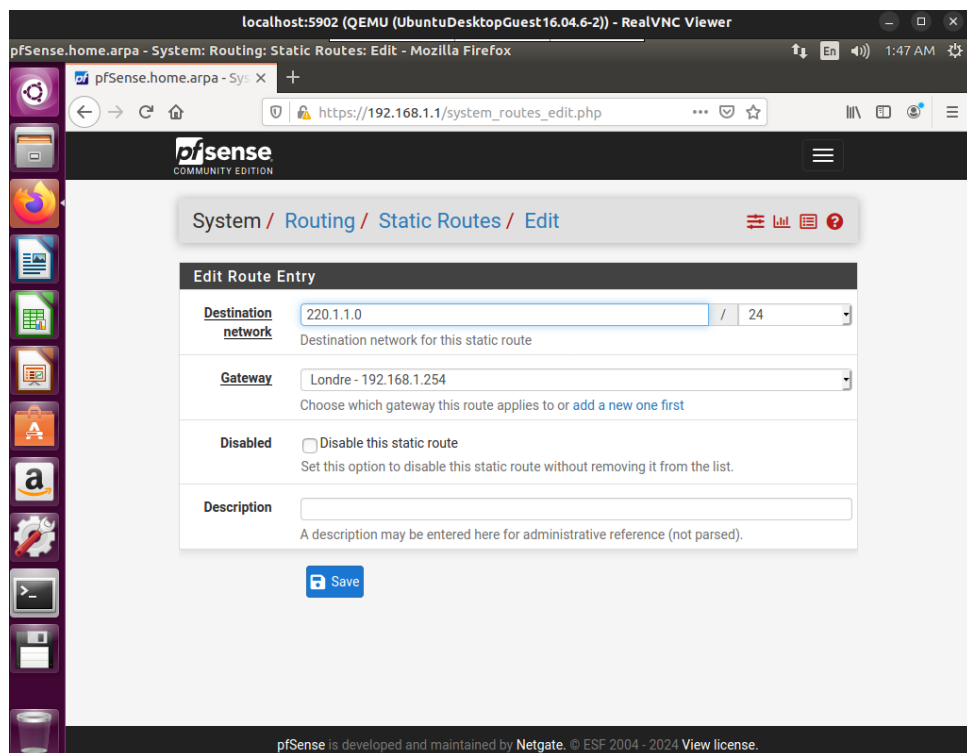 localhost:5902 (QEMU (UbuntuDesktopGuest16.04.6-2)) - RealVNC Viewer
pfSense.home.arpa - System: Routing: Static Routes: Edit - Mozilla Firefox
En
1:47 AM
pfSense.home.arpa - Sys
https://192.168.1.1/system_routes_edit.php
pfsense
COMMUNITY EDITION
System / Routing / Static Routes / Edit
Edit Route Entry
Destination network
220.1.1.0 / 24
Destination network for this static route
Gateway
Londre - 192.168.1.254
Choose which gateway this route applies to or add a new one first
Disabled
Disable this static route
Set this option to disable this static route without removing it from the list.
Description
A description may be entered here for administrative reference (not parsed).
Save
pfSense is developed and maintained by Netgate. © ESF 2004 - 2024 View license.